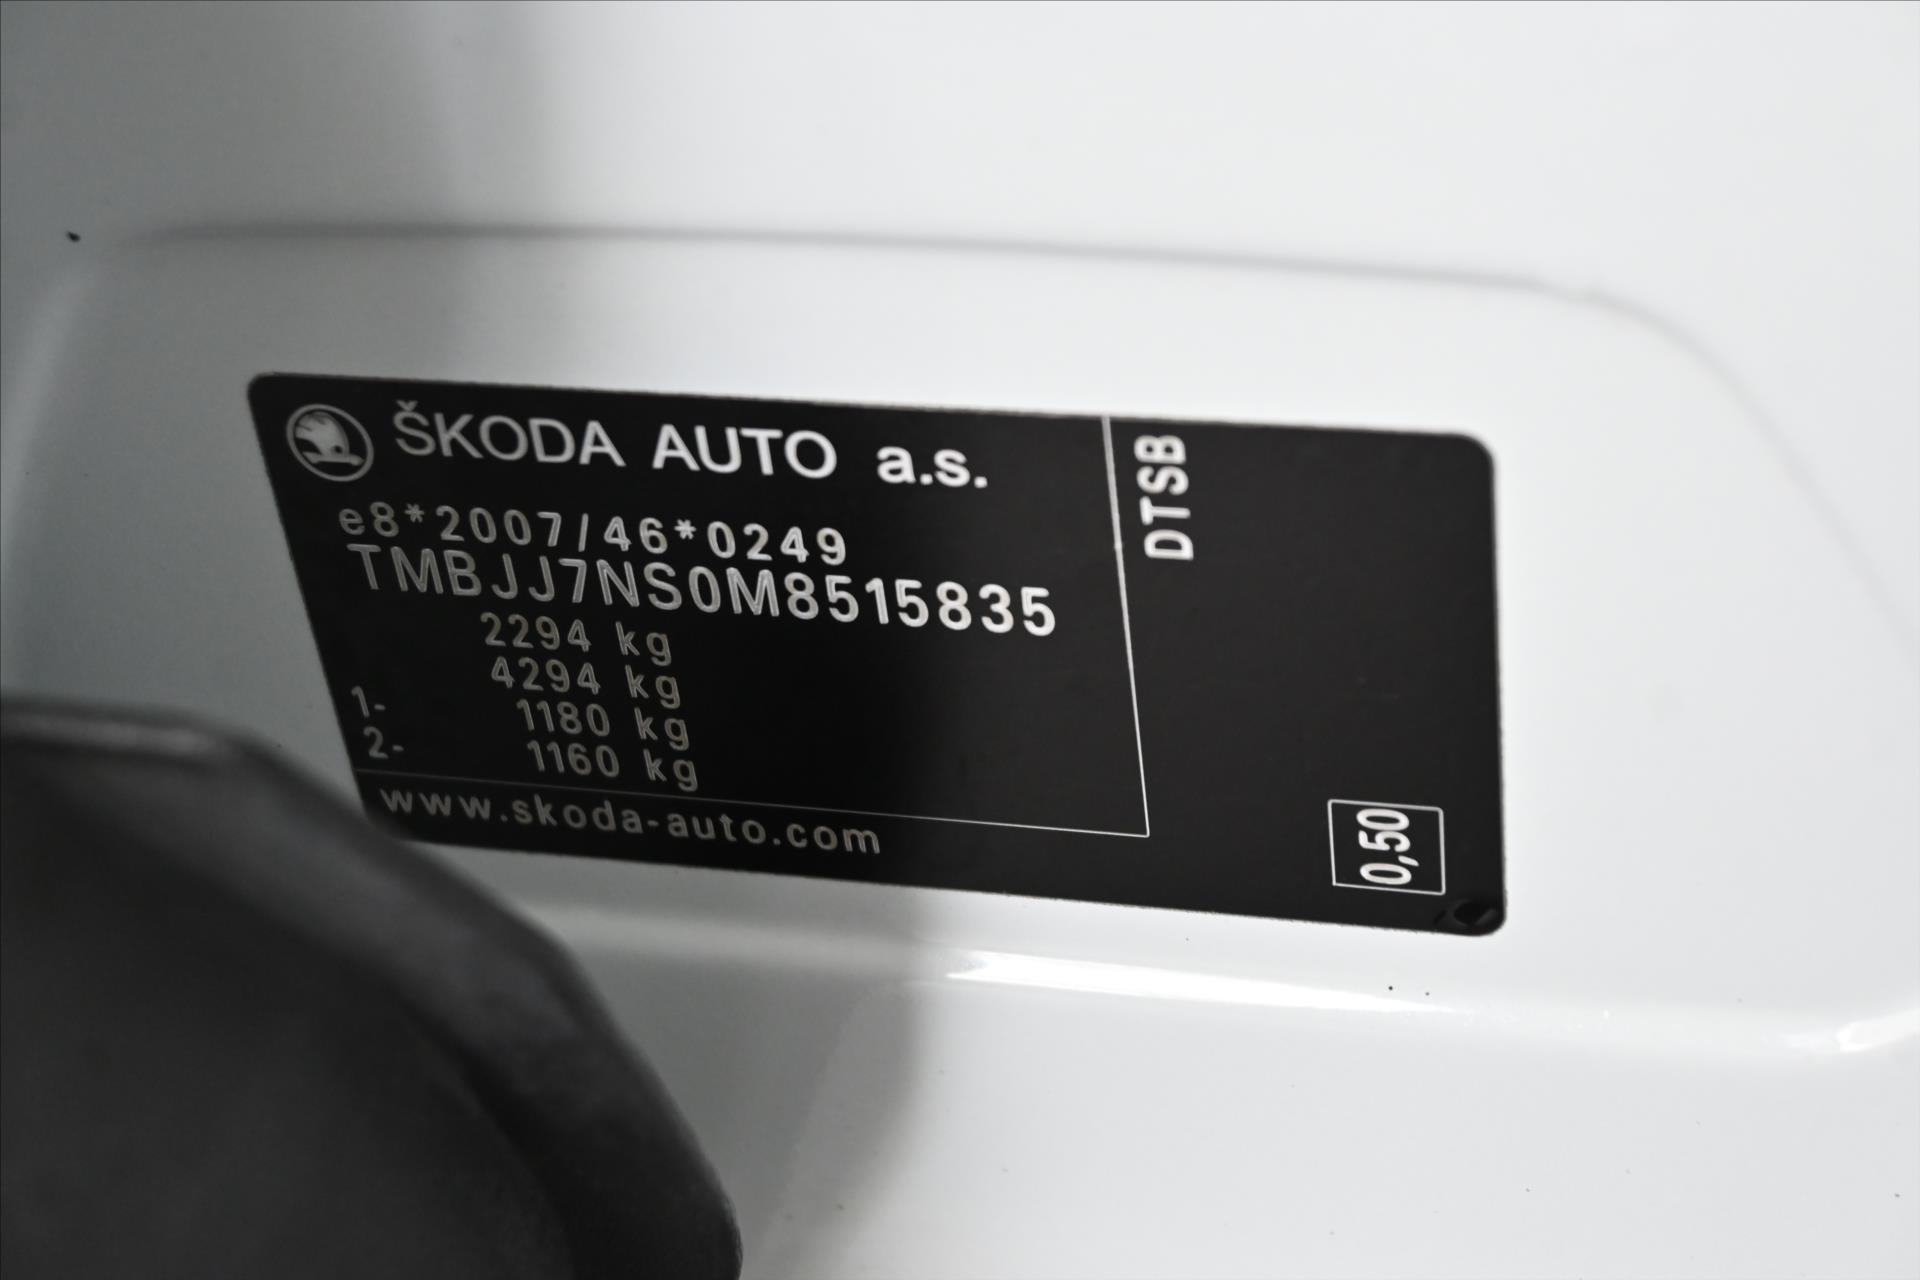 ŠKODA AUTO a.s.
e8*2007/46*0249
TMBJJ7NS0M8515835
2294 kg
4294 kg
1- 1180 kg
2- 1160 kg
www.skoda-auto.com
DTSB
0,50